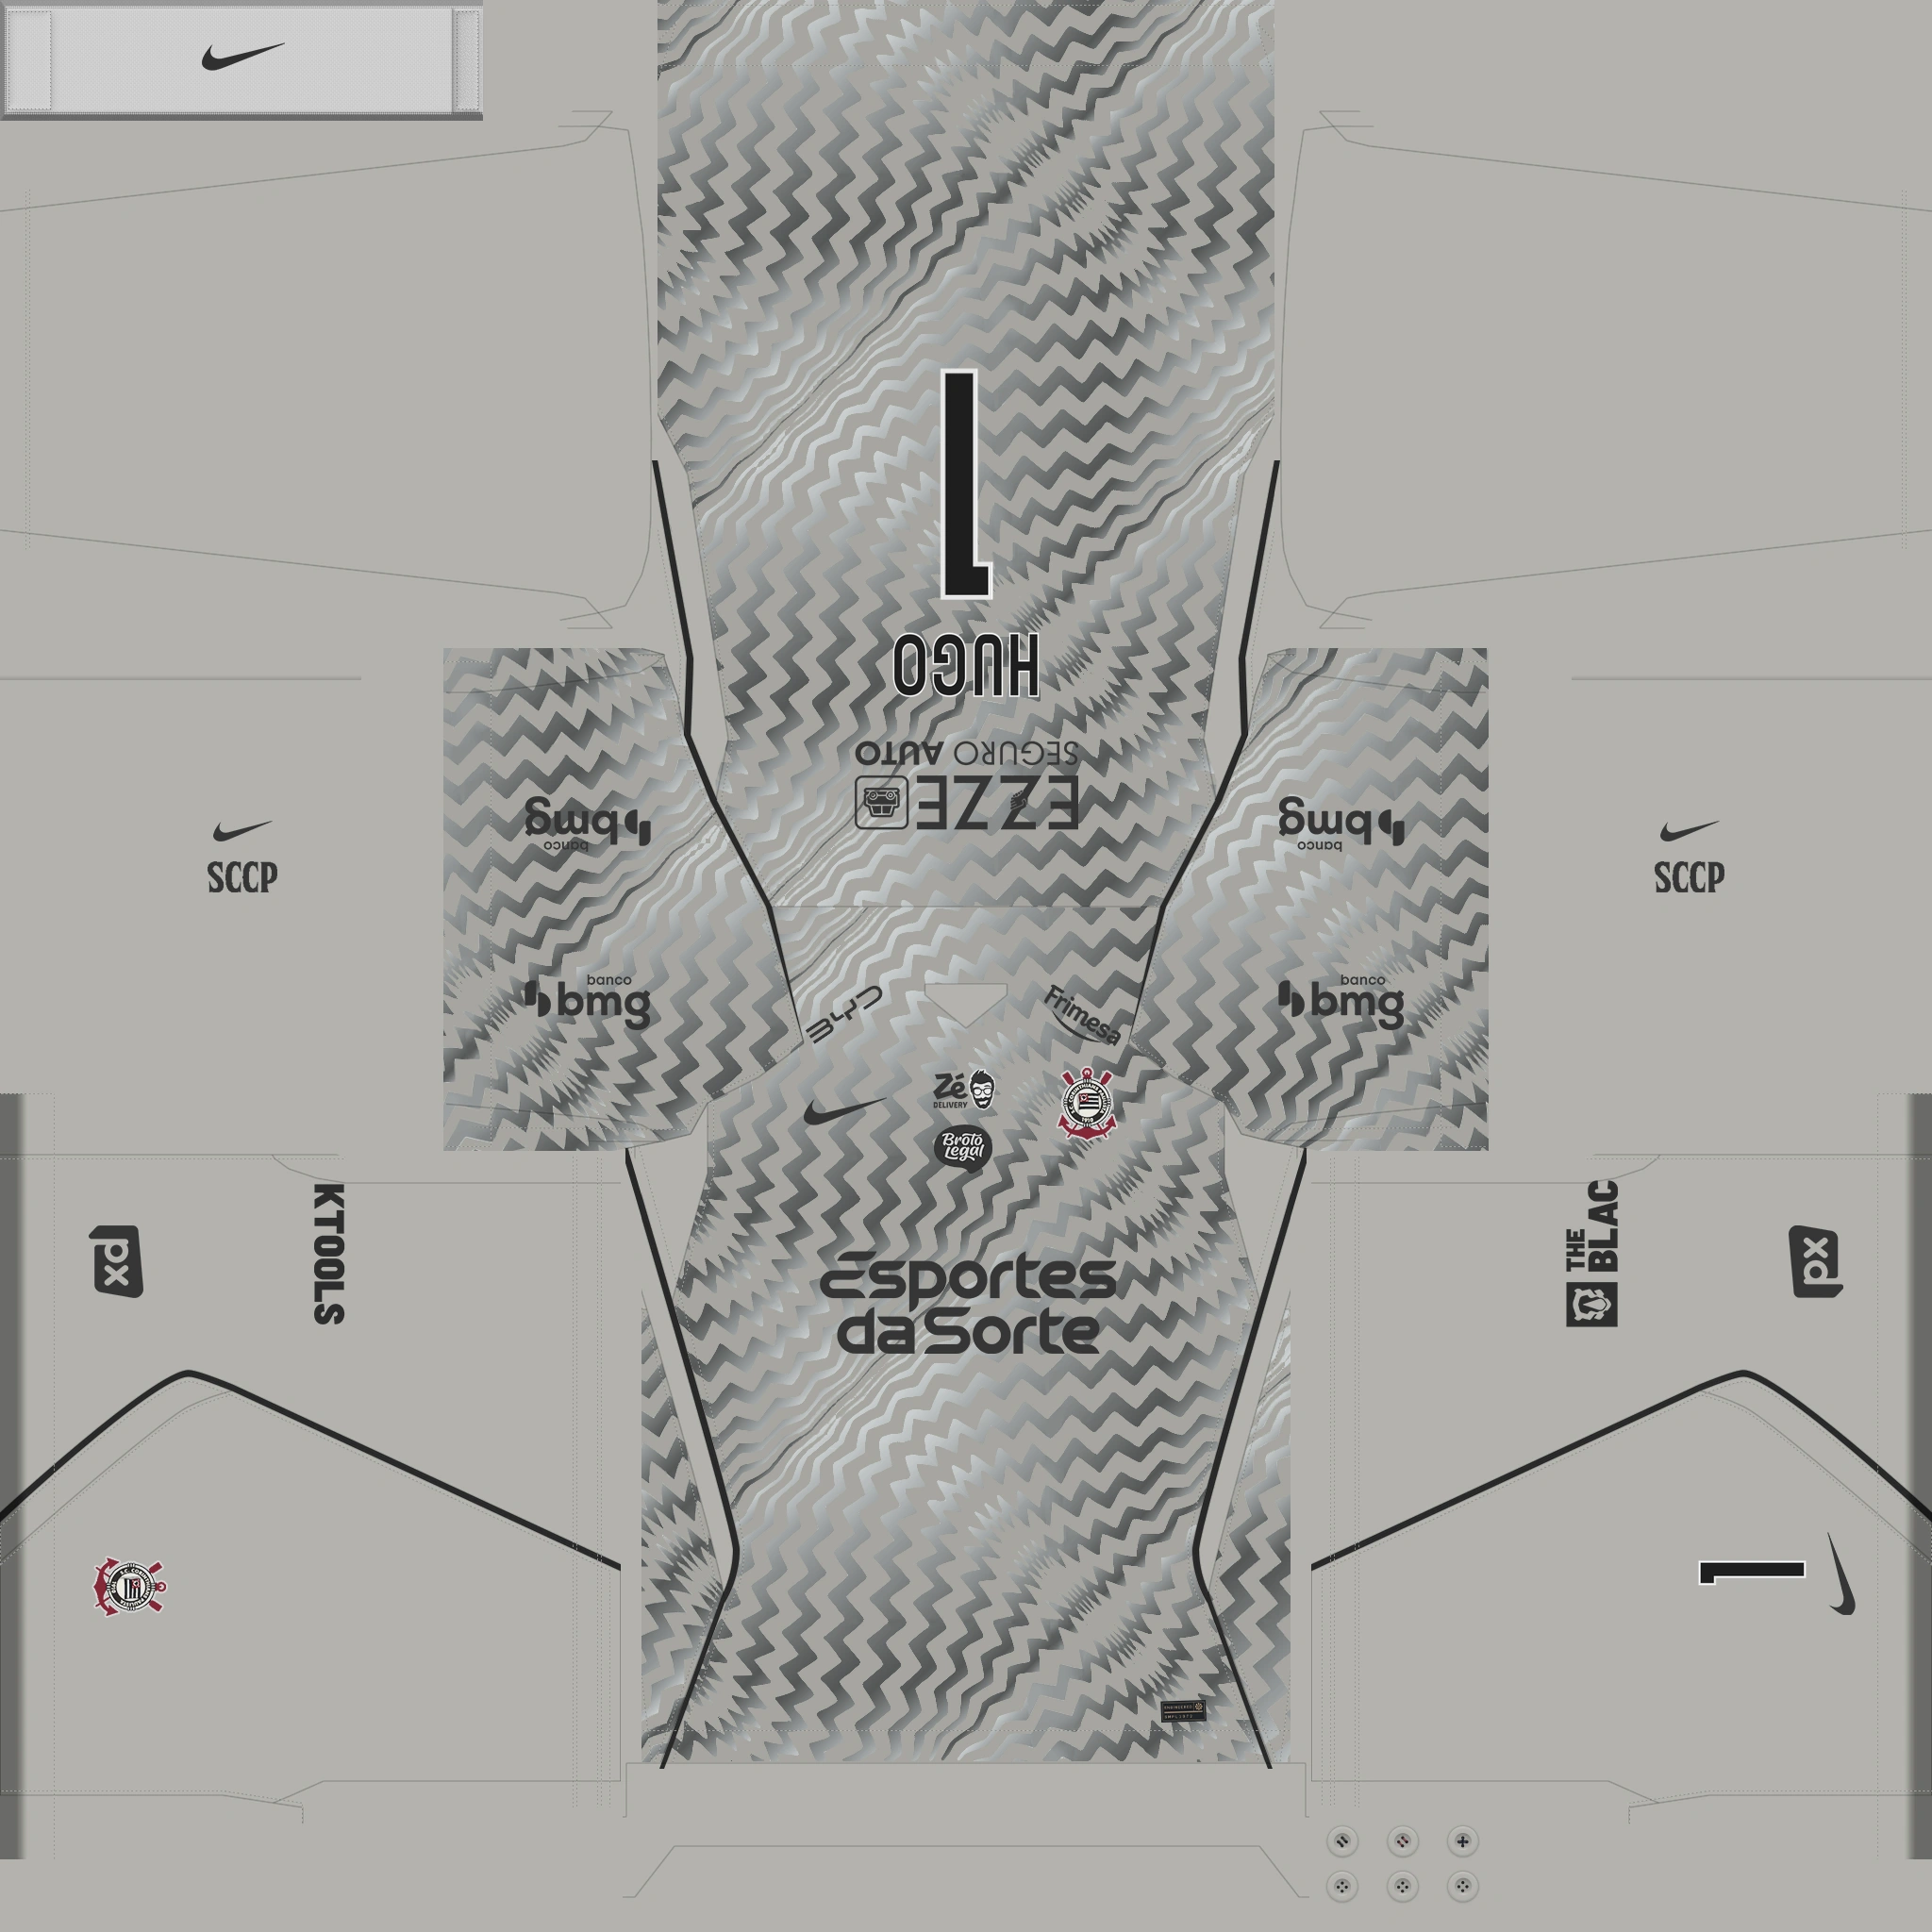 HUGO
1
EZZE
SEGURO AUTO
banco
bmg
banco
bmg
SCCP
SCCP
banco
bmg
banco
bmg
BYD
Frimesa
Zé
DELIVERY
Broto
Legal
px
KTOOLS
THE
BLAC
px
Esportes
da Sorte
1